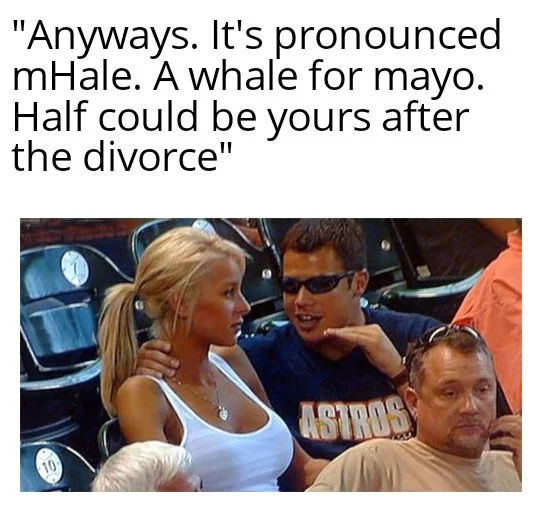 "Anyways. It's pronounced
mHale. A whale for mayo.
Half could be yours after
the divorce"
ASTROS
10